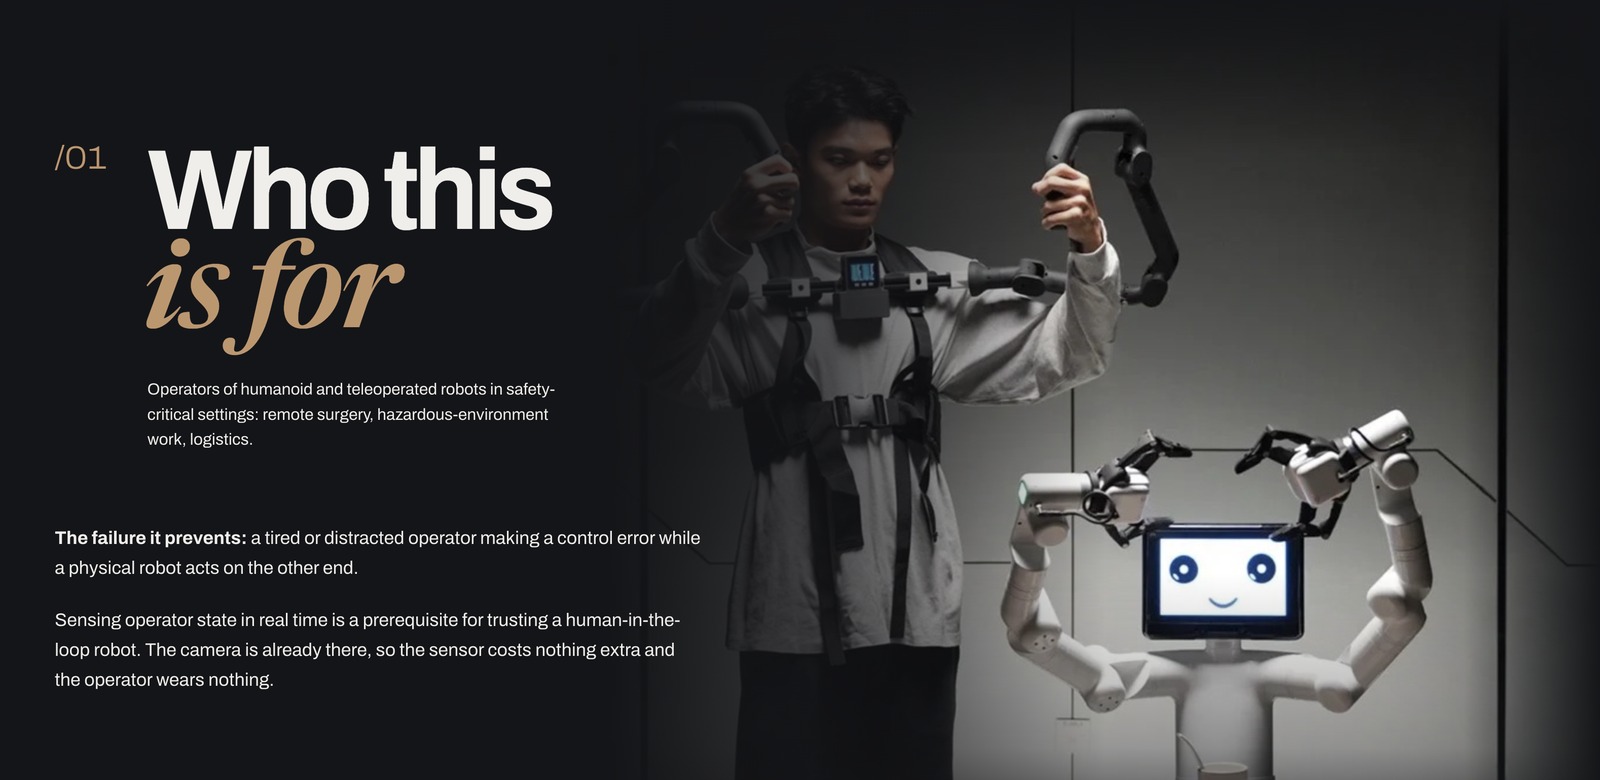 /01
Who this
is for
Operators of humanoid and teleoperated robots in safety-
critical settings: remote surgery, hazardous-environment
work, logistics.
The failure it prevents: a tired or distracted operator making a control error while
a physical robot acts on the other end.
Sensing operator state in real time is a prerequisite for trusting a human-in-the-
loop robot. The camera is already there, so the sensor costs nothing extra and
the operator wears nothing.